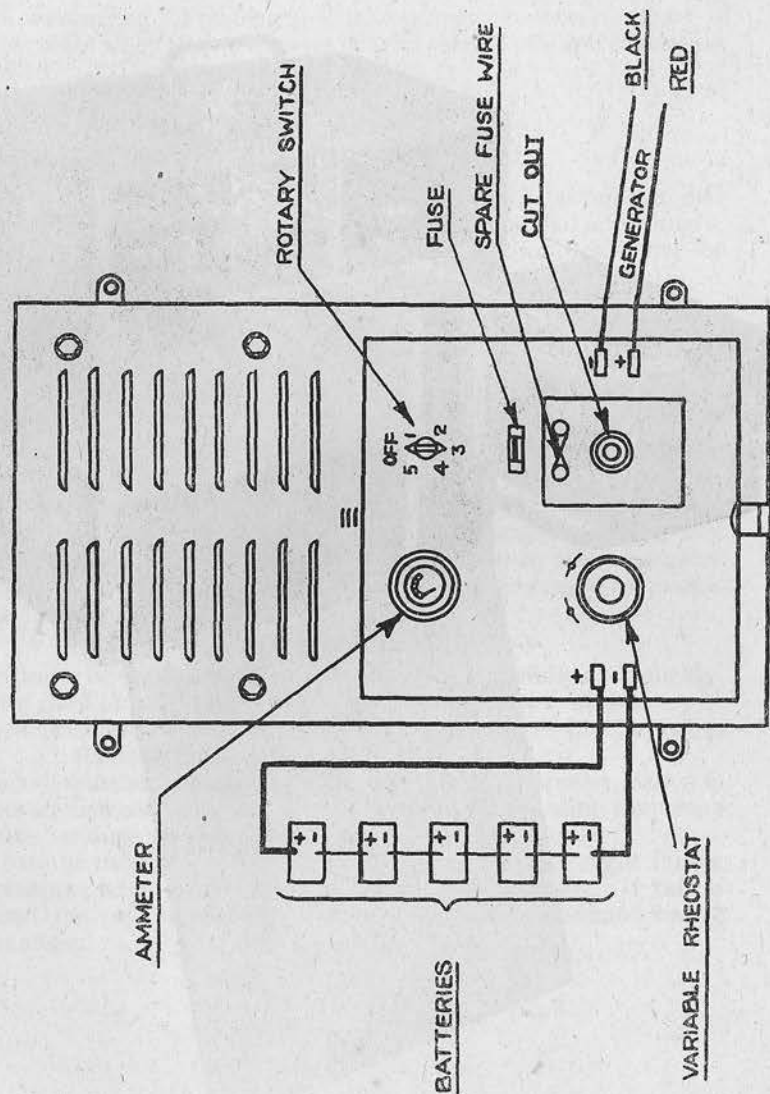 ROTARY SWITCH
FUSE
SPARE FUSE WIRE
CUT OUT
BLACK
GENERATOR
RED
OFF
5 1
4 2
3
- +
+ -
AMMETER
+ -
+ -
+ -
+ -
+ -
BATTERIES
VARIABLE RHEOSTAT